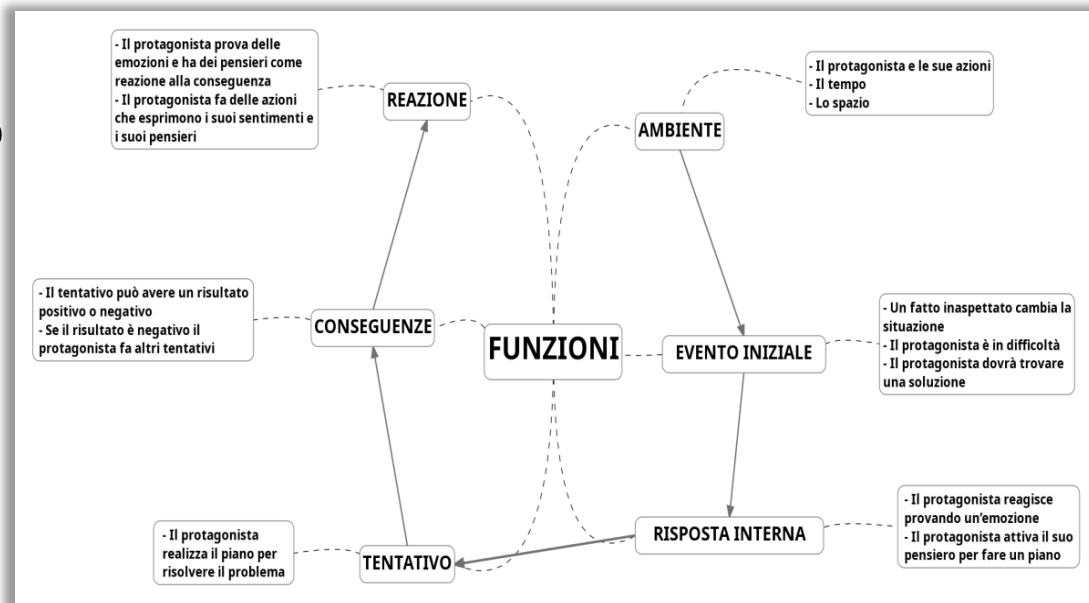 FUNZIONI
AMBIENTE
- Il protagonista e le sue azioni
- Il tempo
- Lo spazio
EVENTO INIZIALE
- Un fatto inaspettato cambia la
situazione
- Il protagonista è in difficoltà
- Il protagonista dovrà trovare
una soluzione
RISPOSTA INTERNA
- Il protagonista reagisce
provando un'emozione
- Il protagonista attiva il suo
pensiero per fare un piano
TENTATIVO
- Il protagonista
realizza il piano per
risolvere il problema
CONSEGUENZE
- Il tentativo può avere un risultato
positivo o negativo
- Se il risultato è negativo il
protagonista fa altri tentativi
REAZIONE
- Il protagonista prova delle
emozioni e ha dei pensieri come
reazione alla conseguenza
- Il protagonista fa delle azioni
che esprimono i suoi sentimenti e
i suoi pensieri